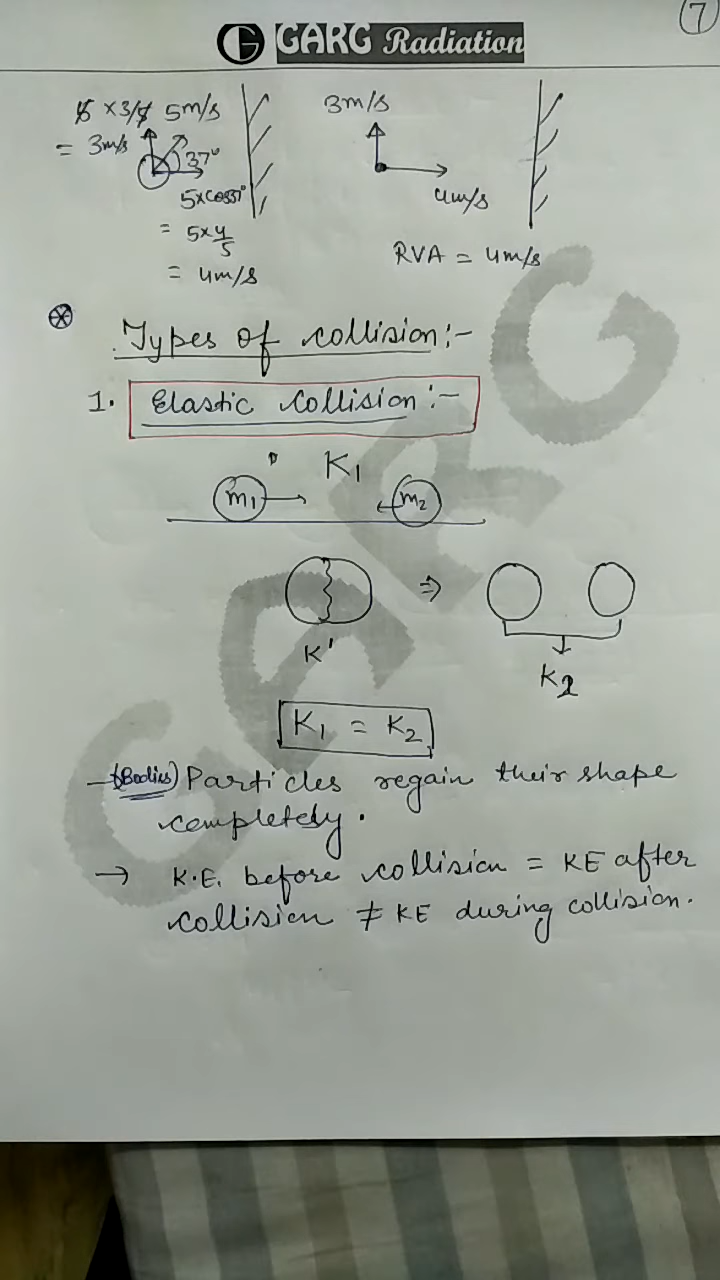 7
G GARG Radiation
5 × 3/5 5m/s
= 3m/s
37°
5×cos37°
= 5×4/5
= 4m/s
3m/s
4m/s
RVA = 4m/s
Types of collision:-
1. Elastic Collision:-
K1
m1 m2
K' ⇒ K2
K1 = K2
- (Bodies) Particles regain their shape
completely.
→ K.E. before collision = KE after
collision ≠ KE during collision.
GARG